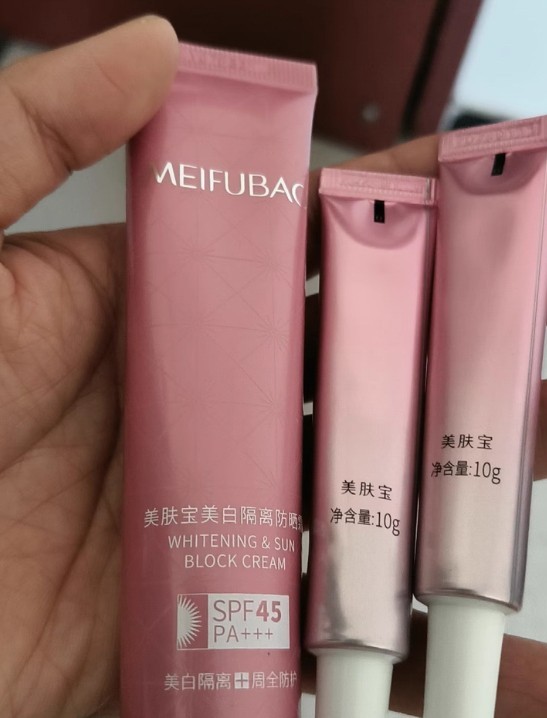 MEIFUBAO
美肤宝美白隔离防晒
WHITENING & SUN
BLOCK CREAM
SPF45
PA+++
美白隔离+周全防护
美肤宝
净含量:10g
美肤宝
净含量:10g